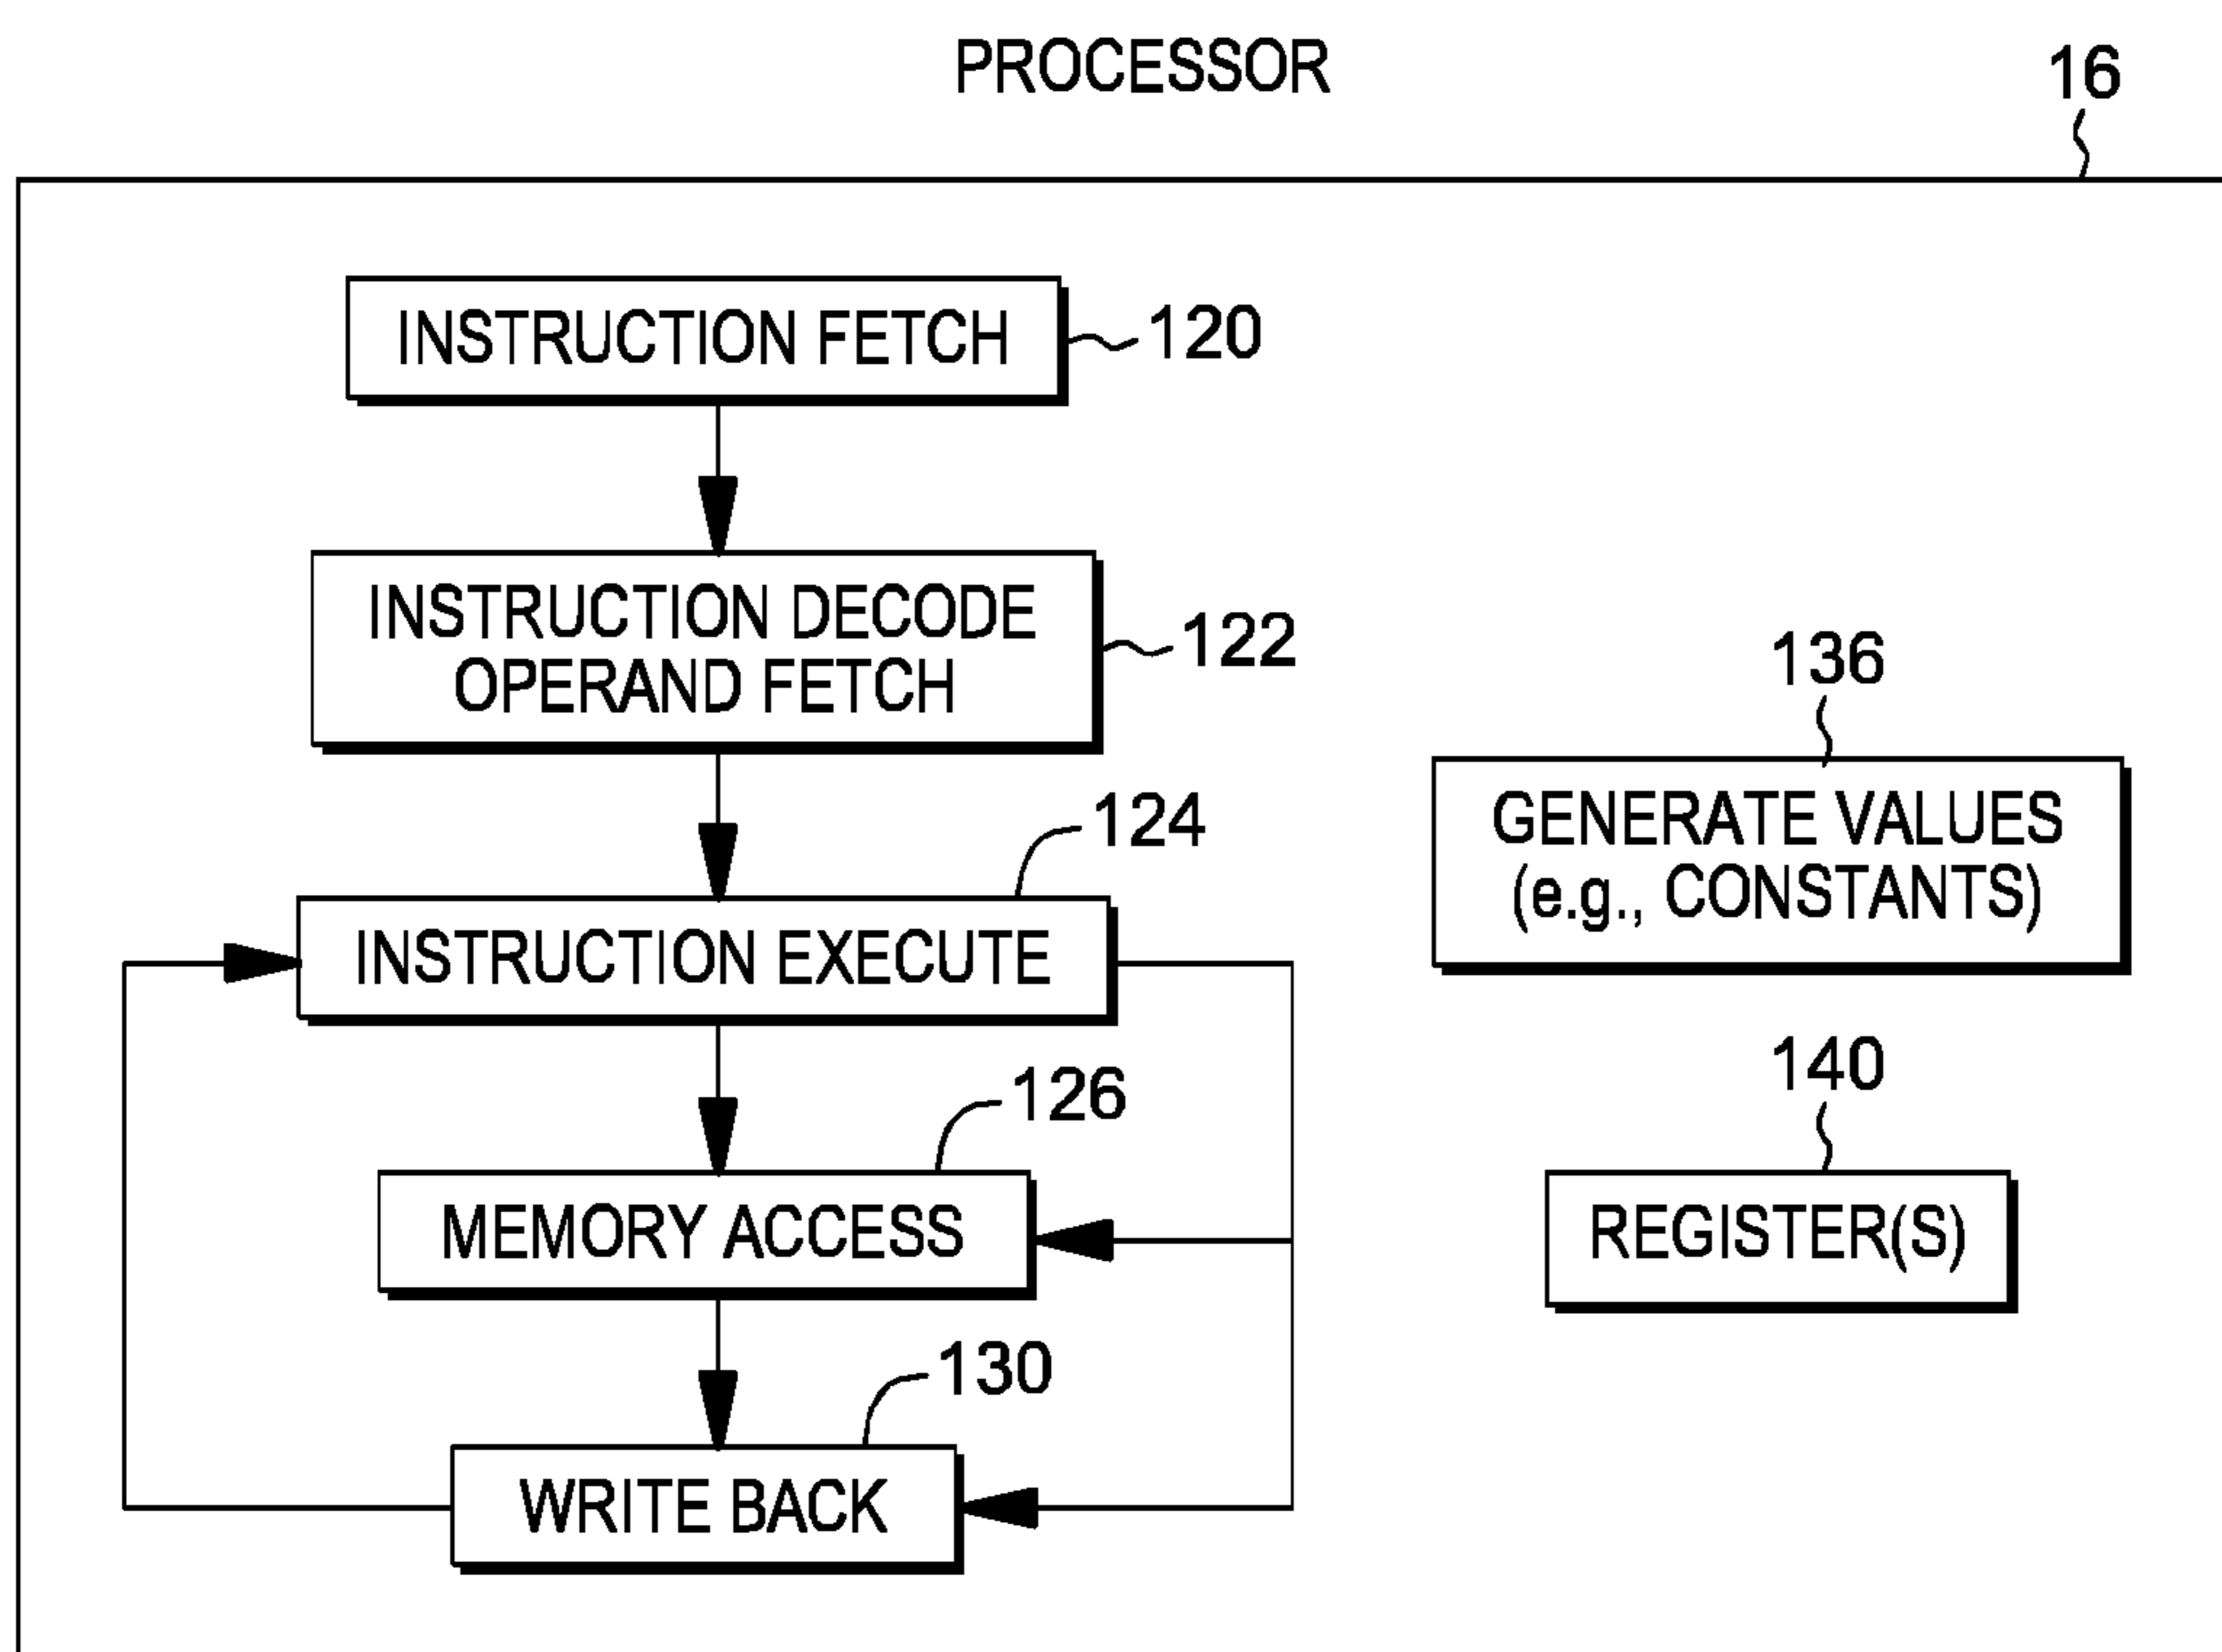 PROCESSOR
16
INSTRUCTION FETCH
120
INSTRUCTION DECODE
OPERAND FETCH
122
124
INSTRUCTION EXECUTE
126
MEMORY ACCESS
130
WRITE BACK
136
GENERATE VALUES
(e.g., CONSTANTS)
140
REGISTER(S)